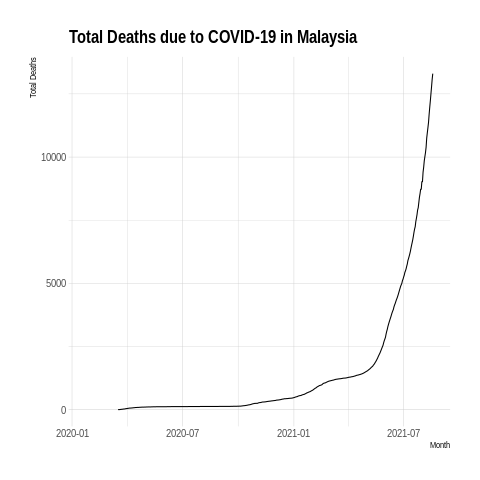 Total Deaths due to COVID-19 in Malaysia
Total Deaths
10000
5000
0
2020-01 2020-07 2021-01 2021-07
Month